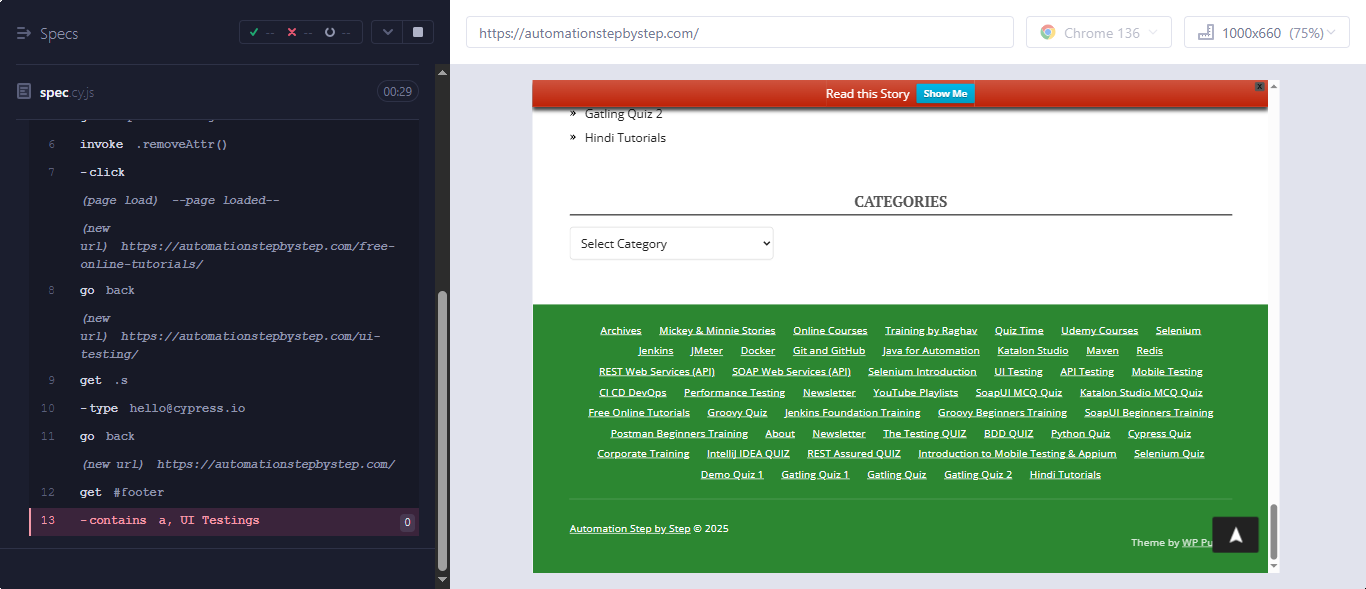 Specs
-- -- --
spec.cy.js
00:29
6 invoke .removeAttr()
7 -click
(page load) --page loaded--
(new
url) https://automationstepbystep.com/free-
online-tutorials/
8 go back
(new
url) https://automationstepbystep.com/ui-
testing/
9 get .s
10 -type hello@cypress.io
11 go back
(new url) https://automationstepbystep.com/
12 get #footer
13 -contains a, UI Testings 0
https://automationstepbystep.com/
Chrome 136
1000x660 (75%)
Read this Story Show Me
x
» Gatling Quiz 2
» Hindi Tutorials
CATEGORIES
Select Category
Archives Mickey & Minnie Stories Online Courses Training by Raghav Quiz Time Udemy Courses Selenium
Jenkins JMeter Docker Git and GitHub Java for Automation Katalon Studio Maven Redis
REST Web Services (API) SOAP Web Services (API) Selenium Introduction UI Testing API Testing Mobile Testing
CI CD DevOps Performance Testing Newsletter YouTube Playlists SoapUI MCQ Quiz Katalon Studio MCQ Quiz
Free Online Tutorials Groovy Quiz Jenkins Foundation Training Groovy Beginners Training SoapUI Beginners Training
Postman Beginners Training About Newsletter The Testing QUIZ BDD QUIZ Python Quiz Cypress Quiz
Corporate Training IntelliJ IDEA QUIZ REST Assured QUIZ Introduction to Mobile Testing & Appium Selenium Quiz
Demo Quiz 1 Gatling Quiz 1 Gatling Quiz Gatling Quiz 2 Hindi Tutorials
Automation Step by Step © 2025
Theme by WP Pu